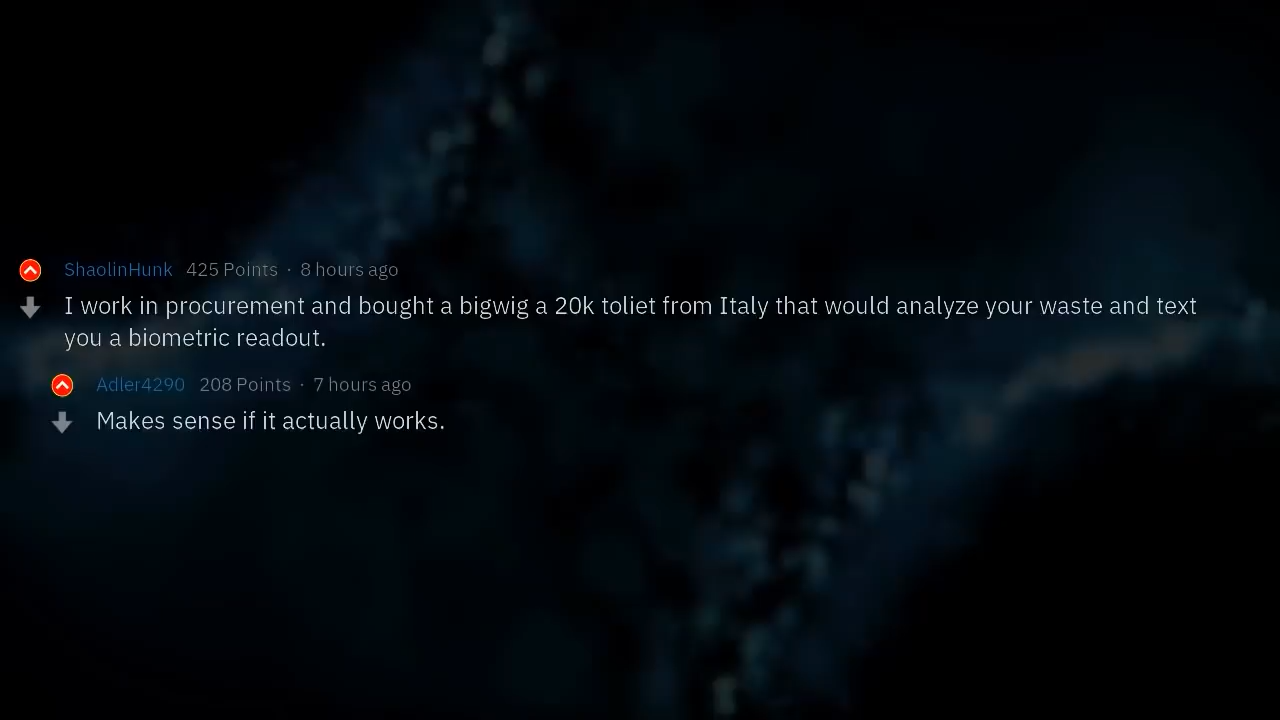 ShaolinHunk 425 Points · 8 hours ago
I work in procurement and bought a bigwig a 20k toliet from Italy that would analyze your waste and text
you a biometric readout.
Adler4290 208 Points · 7 hours ago
Makes sense if it actually works.